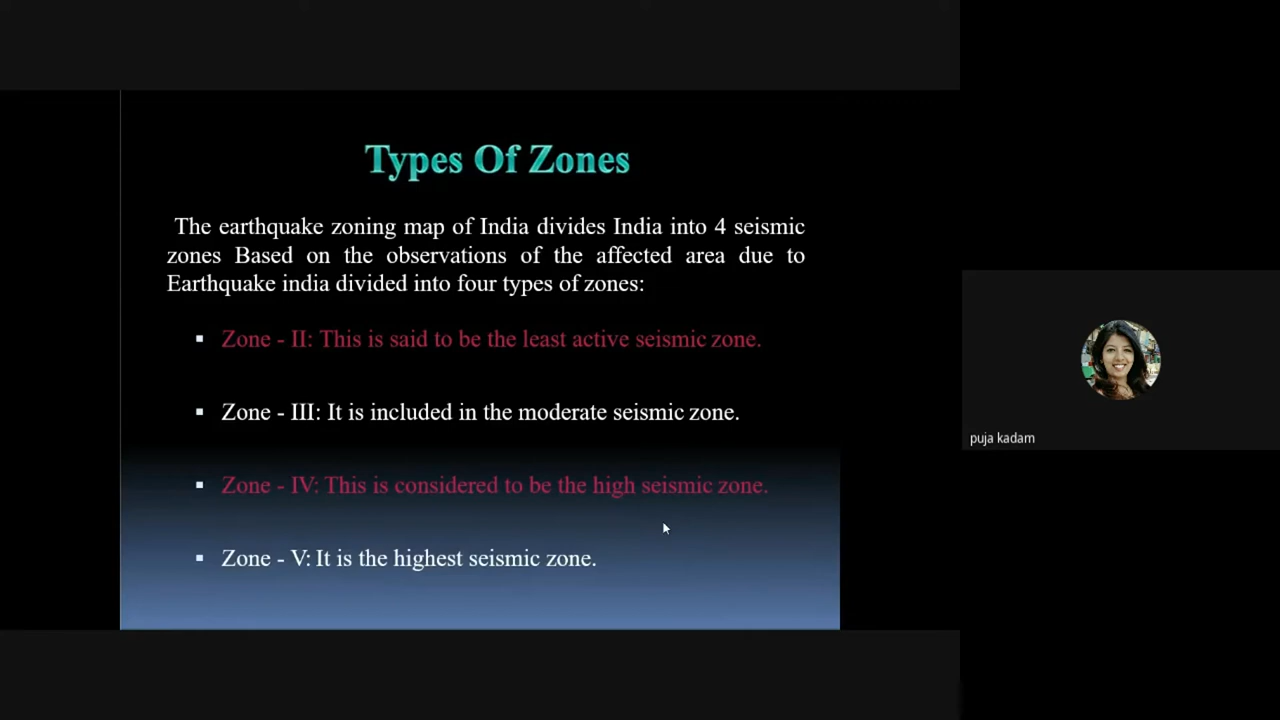 Types Of Zones
The earthquake zoning map of India divides India into 4 seismic
zones Based on the observations of the affected area due to
Earthquake india divided into four types of zones:
▪ Zone - II: This is said to be the least active seismic zone.
▪ Zone - III: It is included in the moderate seismic zone.
▪ Zone - IV: This is considered to be the high seismic zone.
▪ Zone - V: It is the highest seismic zone.
puja kadam